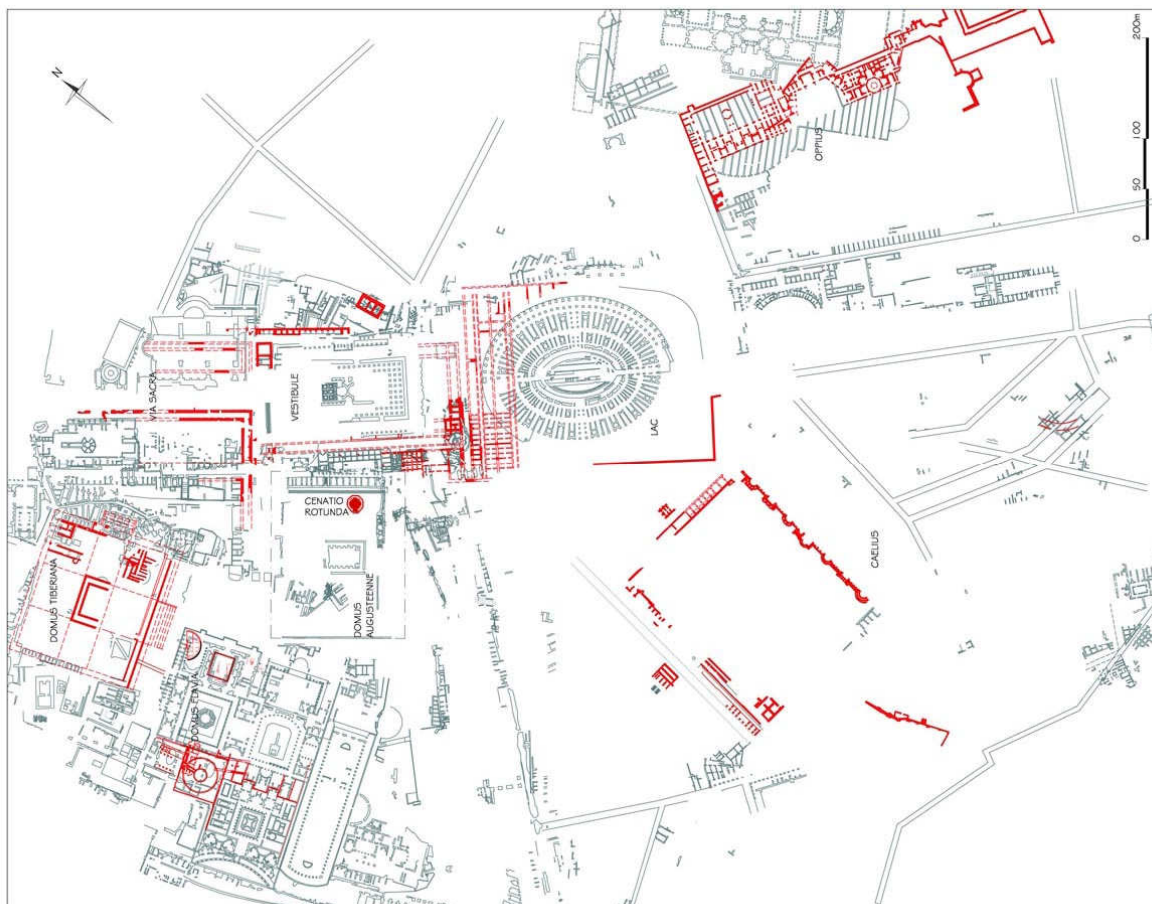 N
200m
100
50
0
OPPIUS
VIA SACRA
VESTIBULE
LAC
CENATIO
ROTUNDA
CAELIUS
DOMUS TIBERIANA
DOMUS
AUGUSTEENNE
DOMUS FLAVIA